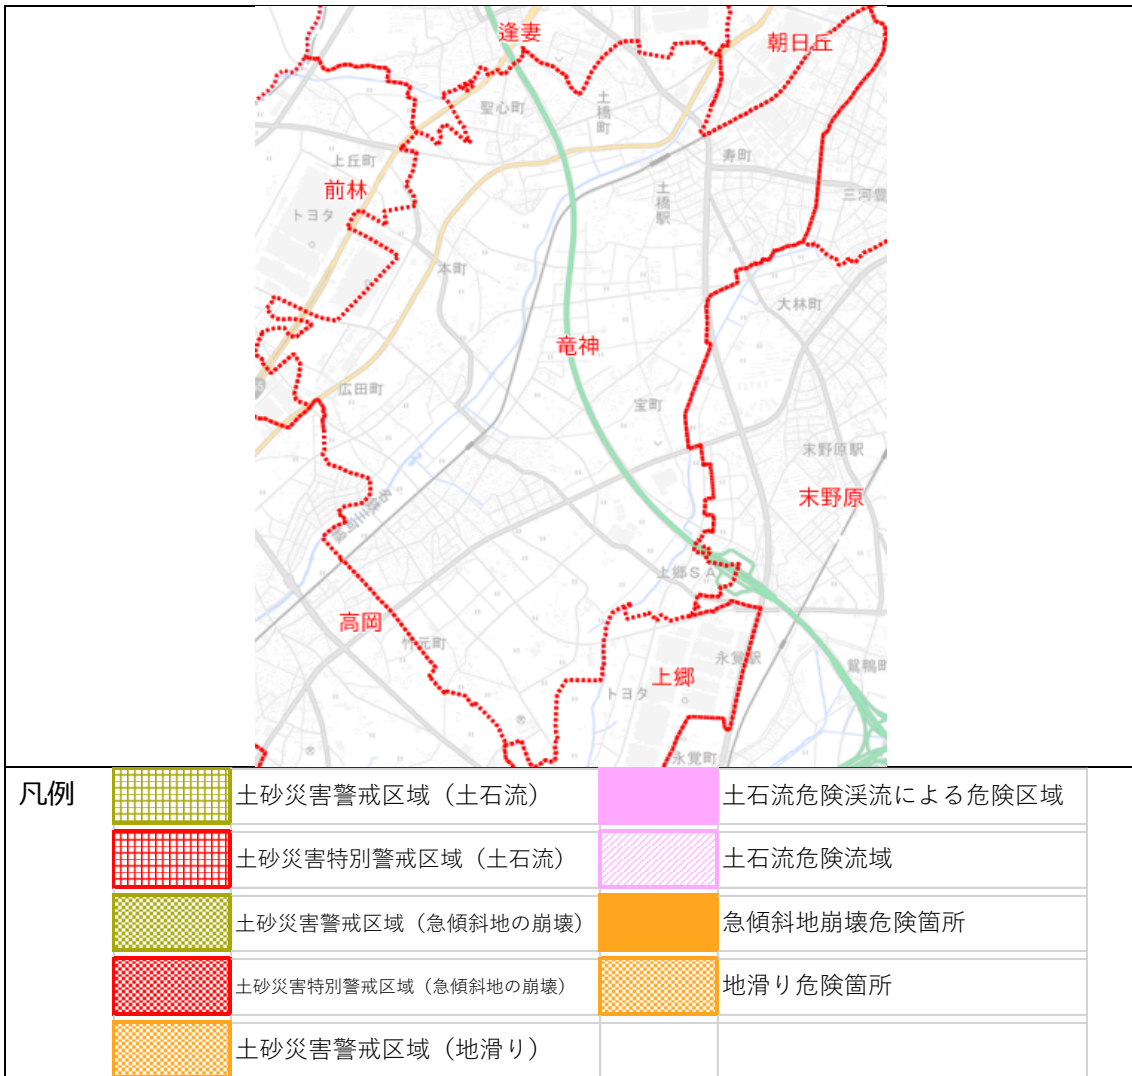 逢妻
朝日丘
聖心町
土橋町
上丘町
寿町
前林
トヨタ
土橋駅
三河豊
本町
大林町
竜神
広田町
宝町
末野原駅
末野原
名鉄三河線
上郷SA
高岡
竹元町
永覚駅
鴛鴨町
上郷
トヨタ
永覚町
凡例
土砂災害警戒区域（土石流）
土石流危険渓流による危険区域
土砂災害特別警戒区域（土石流）
土石流危険流域
土砂災害警戒区域（急傾斜地の崩壊）
急傾斜地崩壊危険箇所
土砂災害特別警戒区域（急傾斜地の崩壊）
地滑り危険箇所
土砂災害警戒区域（地滑り）